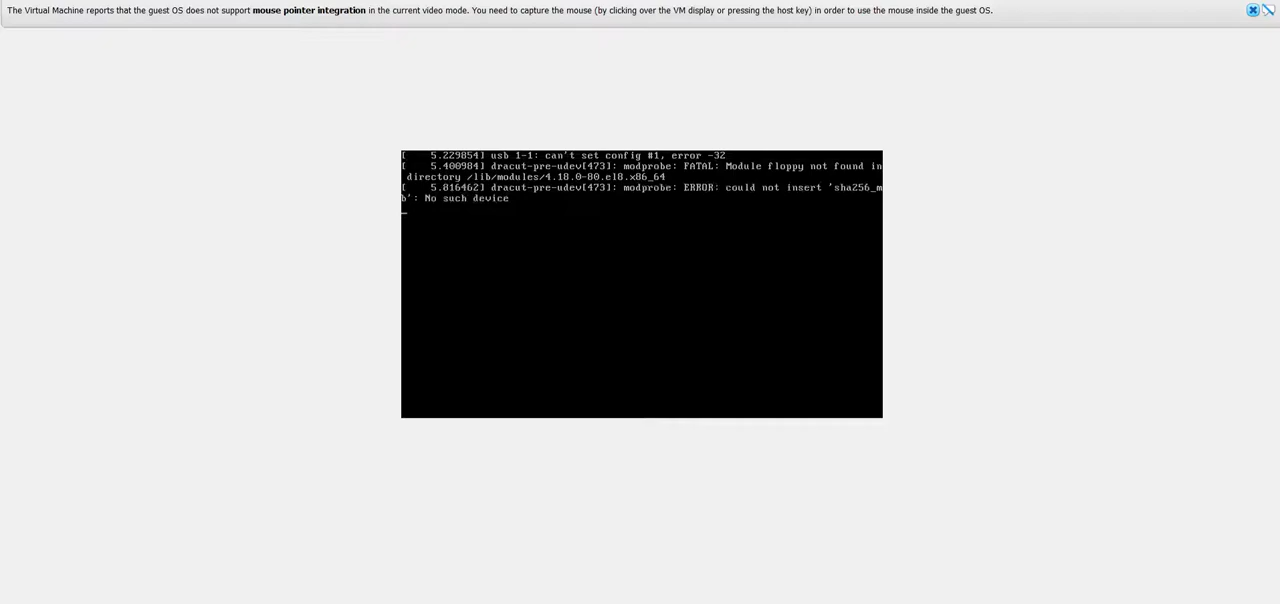 The Virtual Machine reports that the guest OS does not support mouse pointer integration in the current video mode. You need to capture the mouse (by clicking over the VM display or pressing the host key) in order to use the mouse inside the guest OS.
[    5.229854] usb 1-1: can't set config #1, error -32
[    5.400984] dracut-pre-udev[473]: modprobe: FATAL: Module floppy not found in
 directory /lib/modules/4.18.0-80.el8.x86_64
[    5.816462] dracut-pre-udev[473]: modprobe: ERROR: could not insert 'sha256_m
b': No such device